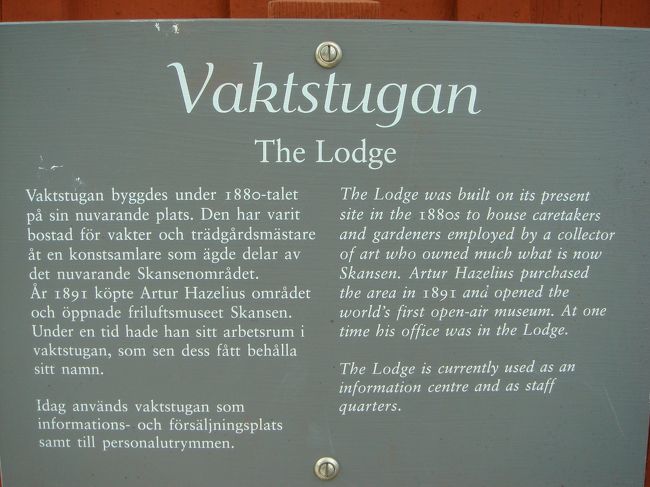 Vaktstugan
The Lodge
Vaktstugan byggdes under 1880-talet
på sin nuvarande plats. Den har varit
bostad för vakter och trädgårdsmästare
åt en konstsamlare som ägde delar av
det nuvarande Skansenområdet.
År 1891 köpte Artur Hazelius området
och öppnade friluftsmuseet Skansen.
Under en tid hade han sitt arbetsrum i
vaktstugan, som sen dess fått behålla
sitt namn.
Idag används vaktstugan som
informations- och försäljningsplats
samt till personalutrymmen.
The Lodge was built on its present
site in the 1880s to house caretakers
and gardeners employed by a collector
of art who owned much what is now
Skansen. Artur Hazelius purchased
the area in 1891 and opened the
world's first open-air museum. At one
time his office was in the Lodge.
The Lodge is currently used as an
information centre and as staff
quarters.